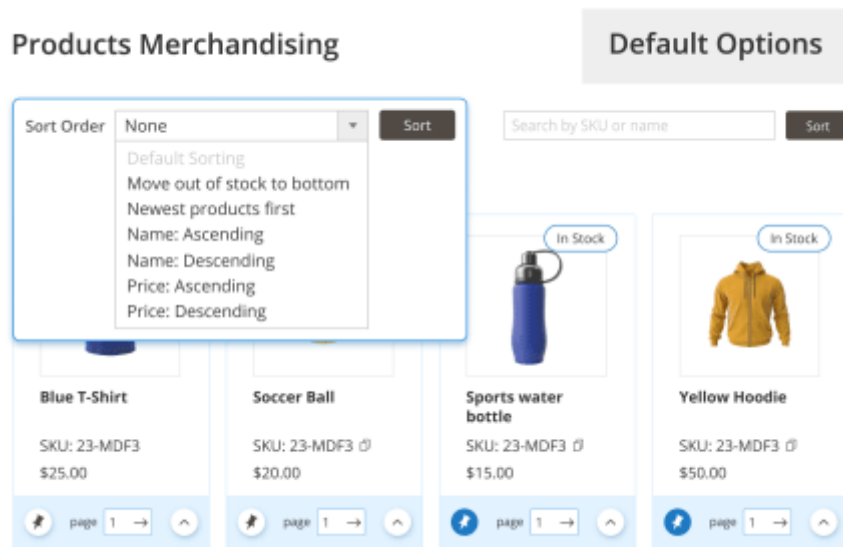 Products Merchandising
Default Options
Sort Order
None
Sort
Search by SKU or name
Sort
Default Sorting
Move out of stock to bottom
Newest products first
Name: Ascending
Name: Descending
Price: Ascending
Price: Descending
In Stock
In Stock
Blue T-Shirt
Soccer Ball
Sports water
bottle
Yellow Hoodie
SKU: 23-MDF3
SKU: 23-MDF3
SKU: 23-MDF3
SKU: 23-MDF3
$25.00
$20.00
$15.00
$50.00
page 1
page 1
page 1
page 1